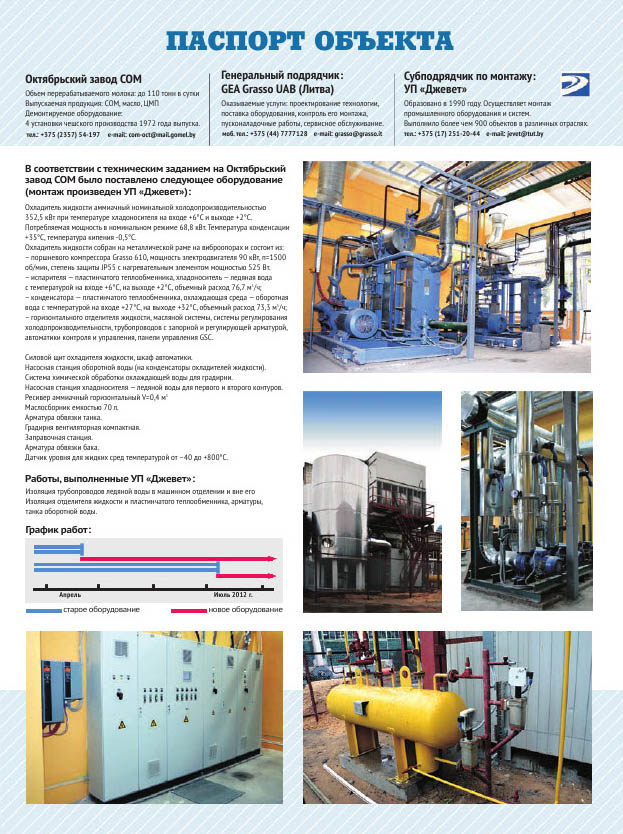 ПАСПОРТ ОБЪЕКТА
Октябрьский завод СОМ
Объем перерабатываемого молока: до 110 тонн в сутки
Выпускаемая продукция: СОМ, масло, ЦМП
Демонтируемое оборудование:
4 установки чешского производства 1972 года выпуска.
тел.: +375 (2357) 54-197 e-mail: com-oct@mail.gomel.by
Генеральный подрядчик:
GEA Grasso UAB (Литва)
Оказываемые услуги: проектирование технологии,
поставка оборудования, контроль его монтажа,
пусконаладочные работы, сервисное обслуживание.
моб. тел.: +375 (44) 7777128 e-mail: grasso@grasso.it
Субподрядчик по монтажу:
УП «Джевет»
Образовано в 1990 году. Осуществляет монтаж
промышленного оборудования и систем.
Выполнило более чем 900 объектов в различных отраслях.
тел.: +375 (17) 251-20-44 e-mail: jevet@tut.by
В соответствии с техническим заданием на Октябрьский
завод СОМ было поставлено следующее оборудование
(монтаж произведен УП «Джевет»):
Охладитель жидкости аммиачный номинальной холодопроизводительностью
352,5 кВт при температуре хладоносителя на входе +6°С и выходе +2°С.
Потребляемая мощность в номинальном режиме 68,8 кВт. Температура конденсации
+35°С, температура кипения -0,5°С.
Охладитель жидкости собран на металлической раме на виброопорах и состоит из:
– поршневого компрессора Grasso 610, мощность электродвигателя 90 кВт, n=1500
об/мин, степень защиты JP55 с нагревательным элементом мощностью 525 Вт,
– испарителя — пластинчатого теплообменника, хладоноситель — ледяная вода
с температурой на входе +6°С, на выходе +2°С, объемный расход 76,7 м³/ч;
– конденсатора — пластинчатого теплообменника, охлаждающая среда — оборотная
вода с температурой на входе +27°С, на выходе +32°С, объемный расход 73,3 м³/ч;
– горизонтального отделителя жидкости, масляной системы, системы регулирования
холодопроизводительности, трубопроводов с запорной и регулирующей арматурой,
автоматики контроля и управления, панели управления GSC.
Силовой щит охладителя жидкости, шкаф автоматики.
Насосная станция оборотной воды (на конденсаторы охладителей жидкости).
Система химической обработки охлаждающей воды для градирни.
Насосная станция хладоносителя — ледяной воды для первого и второго контуров.
Ресивер аммиачный горизонтальный V=0,4 м³
Маслосборник емкостью 70 л.
Арматура обвязки танка.
Градирня вентиляторная компактная.
Заправочная станция.
Арматура обвязки бака.
Датчик уровня для жидких сред температурой от –40 до +800°С.
Работы, выполненные УП «Джевет»:
Изоляция трубопроводов ледяной воды в машинном отделении и вне его
Изоляция отделителя жидкости и пластинчатого теплообменника, арматуры,
танка оборотной воды.
График работ:
Апрель Июль 2012 г.
старое оборудование новое оборудование